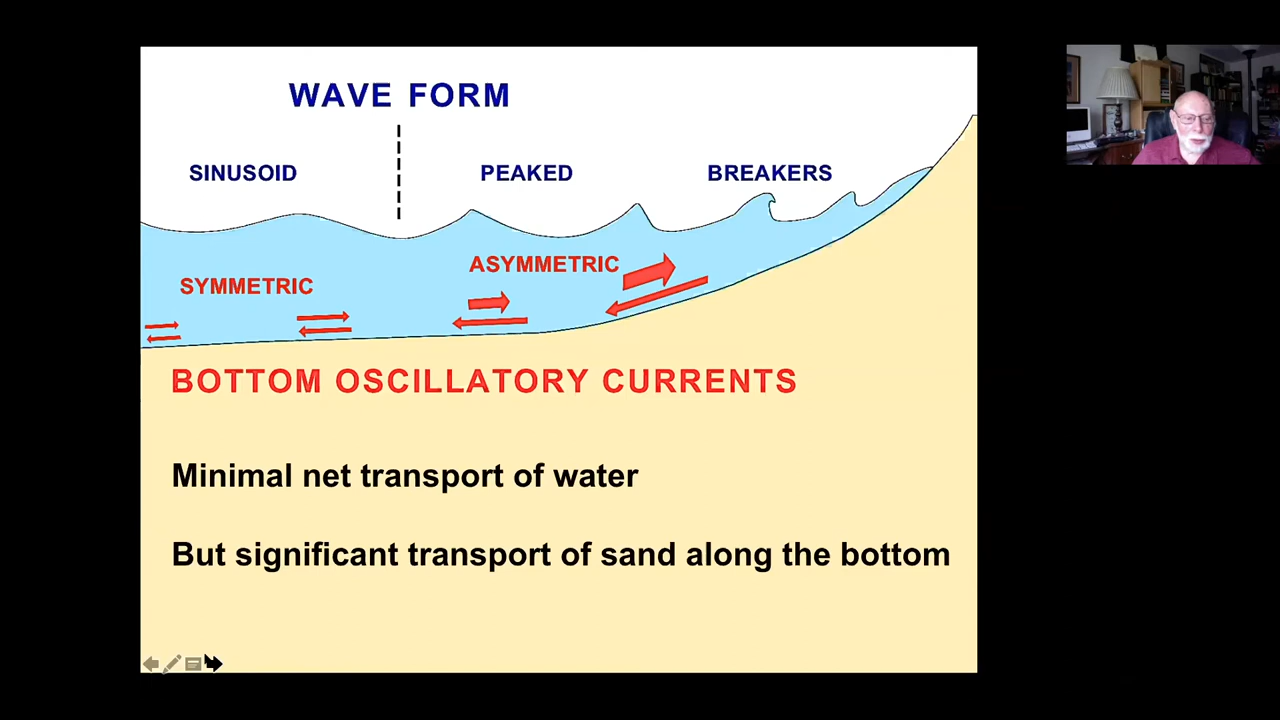 WAVE FORM
SINUSOID
PEAKED
BREAKERS
SYMMETRIC
ASYMMETRIC
BOTTOM OSCILLATORY CURRENTS
Minimal net transport of water
But significant transport of sand along the bottom